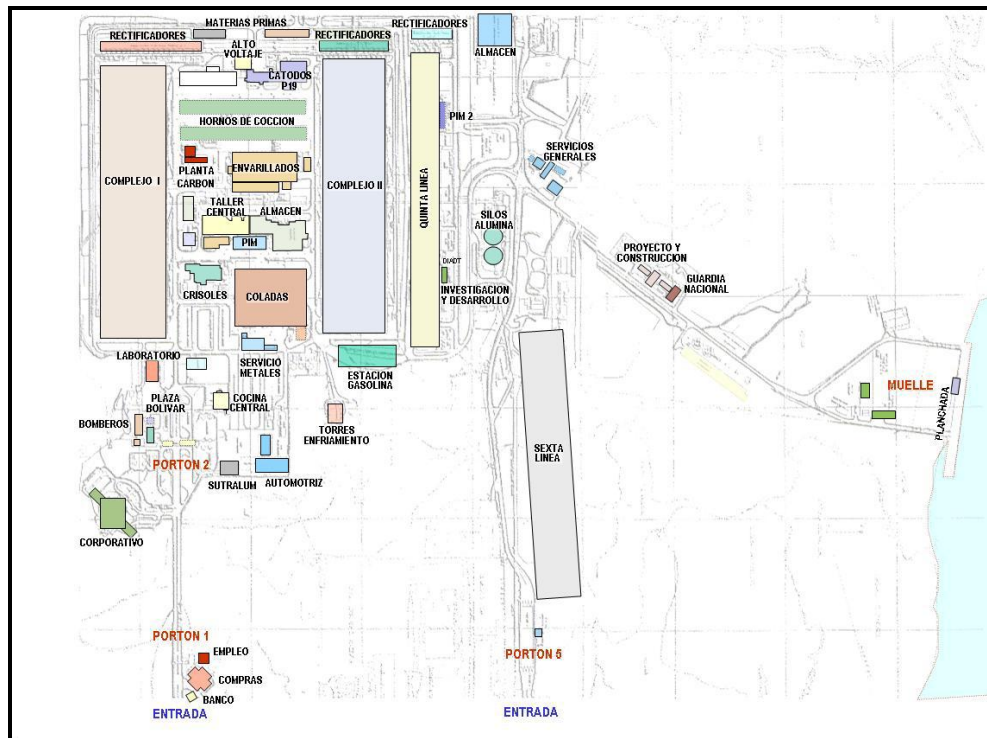 MATERIAS PRIMAS
RECTIFICADORES
ALTO
VOLTAJE
RECTIFICADORES
RECTIFICADORES
ALMACEN
CATODOS
P.19
HORNOS DE COCCION
PIM 2
PLANTA
CARBON
ENVARILLADOS
SERVICIOS
GENERALES
COMPLEJO I
COMPLEJO II
QUINTA LINEA
TALLER
CENTRAL
ALMACEN
PIM
SILOS
ALUMINA
PROYECTO Y
CONSTRUCCION
GUARDIA
NACIONAL
CRISOLES
COLADAS
INVESTIGACION
Y DESARROLLO
LABORATORIO
SERVICIO
METALES
ESTACION
GASOLINA
PLAZA
BOLIVAR
COCINA
CENTRAL
MUELLE
PLANCHADA
BOMBEROS
TORRES
ENFRIAMIENTO
PORTON 2
SUTRALUM
AUTOMOTRIZ
SEXTA
LINEA
CORPORATIVO
PORTON 1
EMPLEO
COMPRAS
BANCO
ENTRADA
PORTON 5
ENTRADA